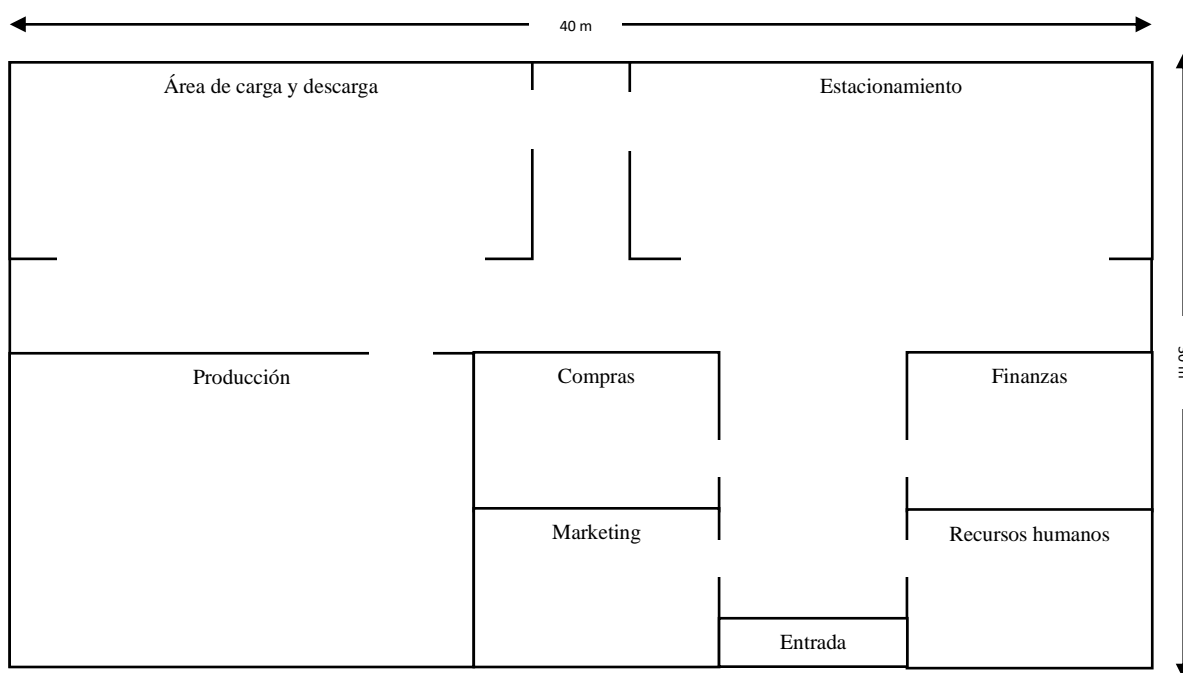 40 m
Área de carga y descarga
Estacionamiento
Producción
Compras
Finanzas
Marketing
Recursos humanos
Entrada